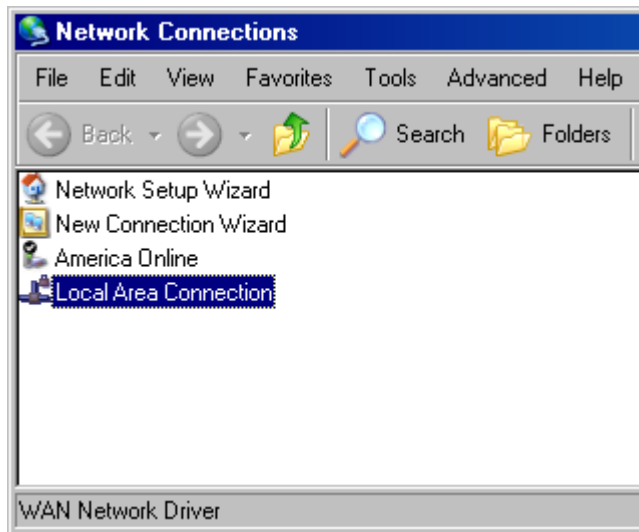 Network Connections
File Edit View Favorites Tools Advanced Help
Back Search Folders
Network Setup Wizard
New Connection Wizard
America Online
Local Area Connection
WAN Network Driver